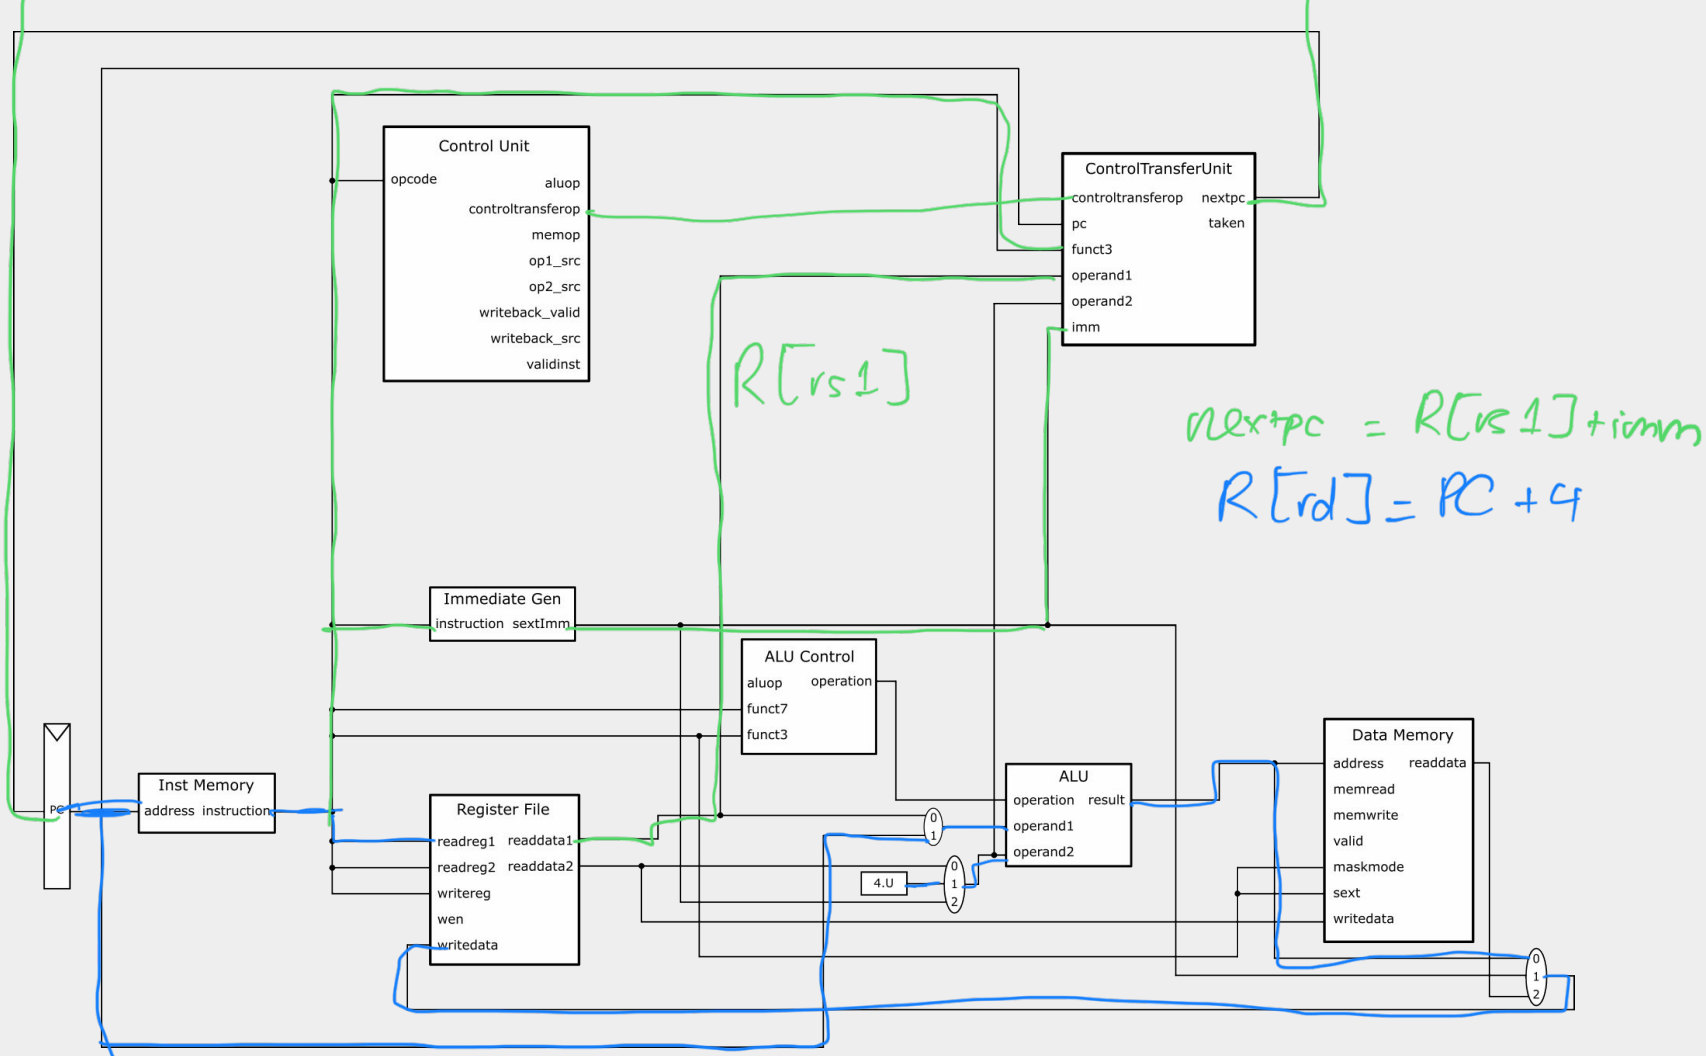 Control Unit
opcode
aluop
controltransferop
memop
op1_src
op2_src
writeback_valid
writeback_src
validinst
ControlTransferUnit
controltransferop nextpc
pc taken
funct3
operand1
operand2
imm
R[rs1]
nextpc = R[rs1]+imm
R[rd] = PC + 4
Immediate Gen
instruction sextImm
ALU Control
aluop operation
funct7
funct3
PC
Inst Memory
address instruction
Register File
readreg1 readdata1
readreg2 readdata2
writereg
wen
writedata
0
1
4.U
0
1
2
ALU
operation result
operand1
operand2
Data Memory
address readdata
memread
memwrite
valid
maskmode
sext
writedata
0
1
2